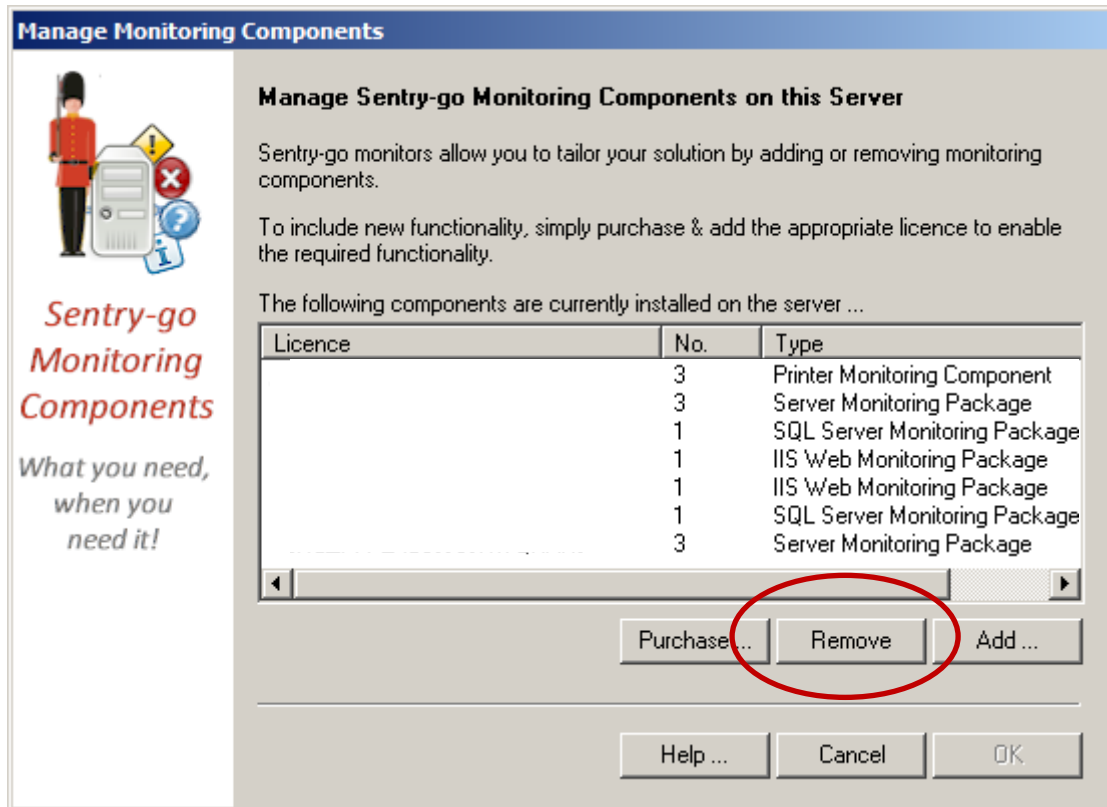 Manage Monitoring Components
Manage Sentry-go Monitoring Components on this Server
Sentry-go monitors allow you to tailor your solution by adding or removing monitoring
components.
To include new functionality, simply purchase & add the appropriate licence to enable
the required functionality.
The following components are currently installed on the server ...
Sentry-go
Monitoring
Components
What you need,
when you
need it!
Licence No. Type
3 Printer Monitoring Component
3 Server Monitoring Package
1 SQL Server Monitoring Package
1 IIS Web Monitoring Package
1 IIS Web Monitoring Package
1 SQL Server Monitoring Package
3 Server Monitoring Package
Purchase ... Remove Add ...
Help ... Cancel OK